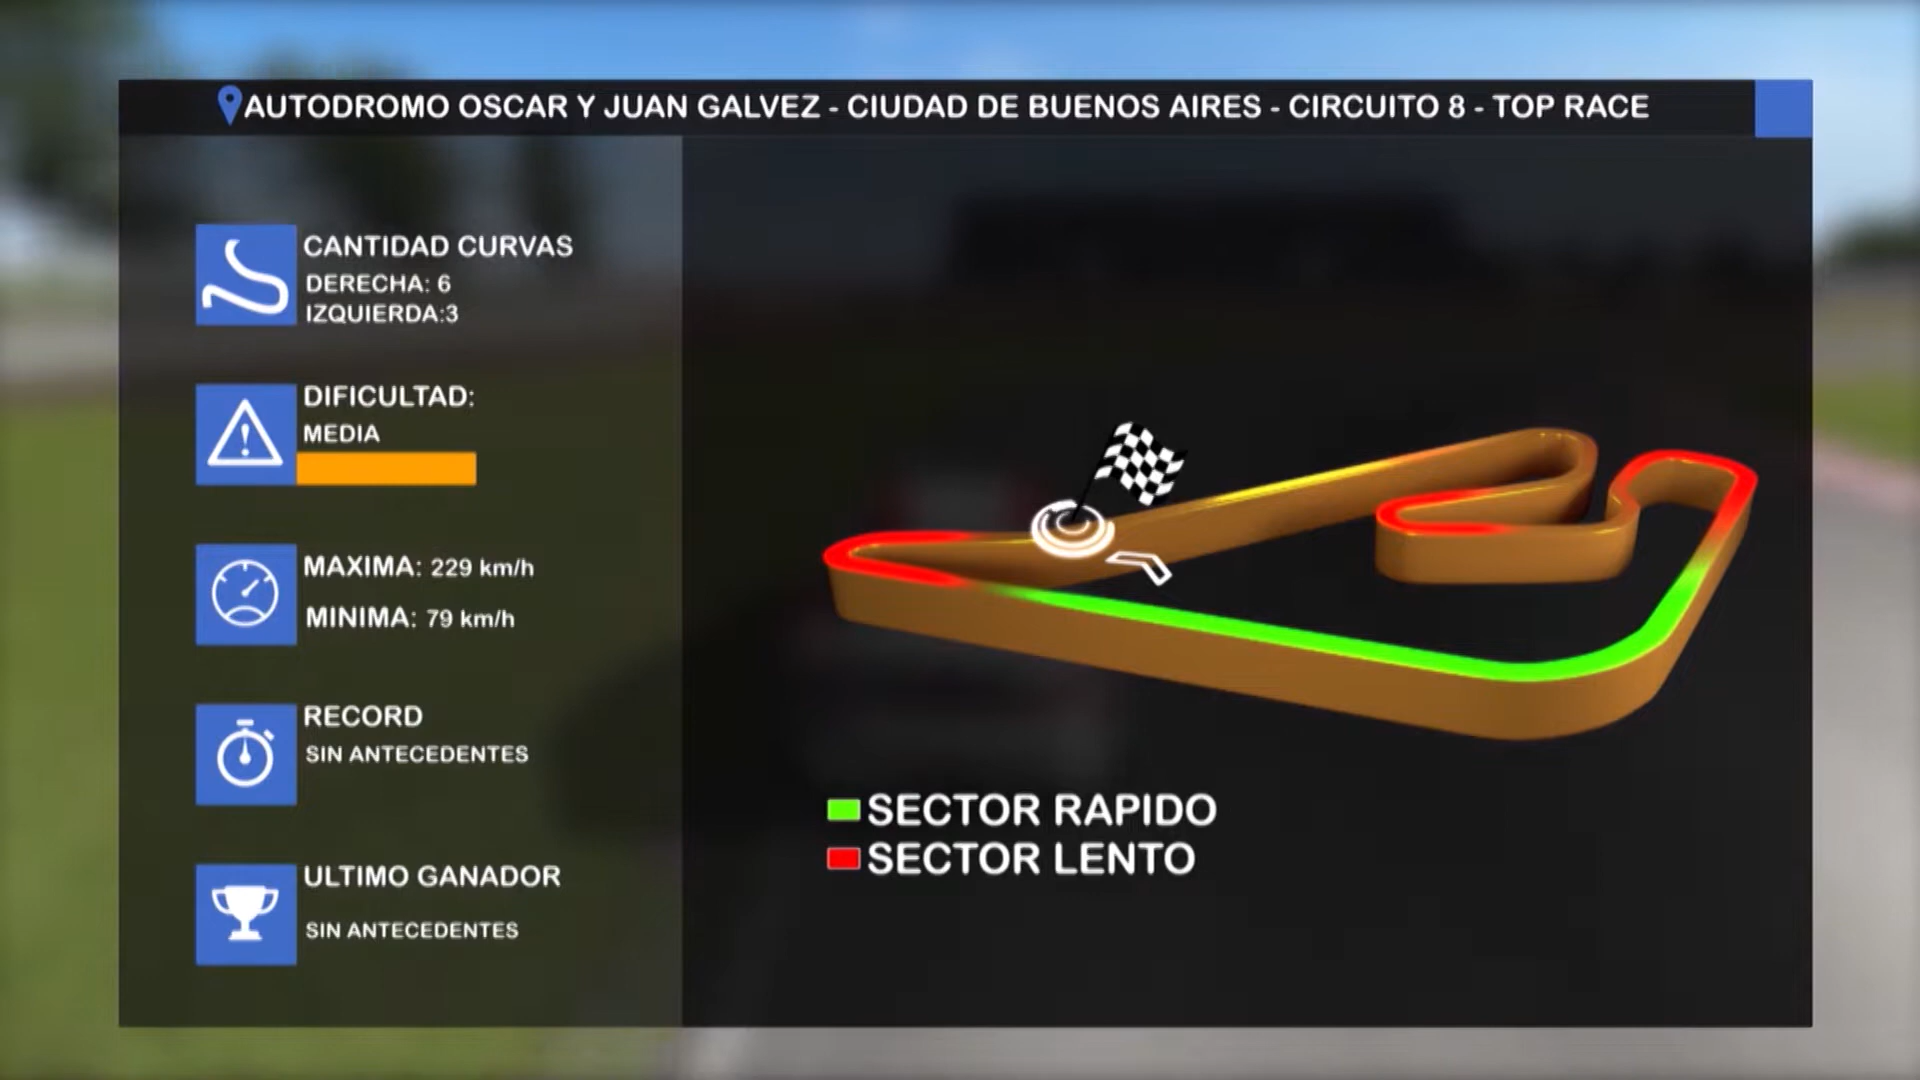 AUTODROMO OSCAR Y JUAN GALVEZ - CIUDAD DE BUENOS AIRES - CIRCUITO 8 - TOP RACE
CANTIDAD CURVAS
DERECHA: 6
IZQUIERDA:3
DIFICULTAD:
MEDIA
MAXIMA: 229 km/h
MINIMA: 79 km/h
RECORD
SIN ANTECEDENTES
ULTIMO GANADOR
SIN ANTECEDENTES
SECTOR RAPIDO
SECTOR LENTO